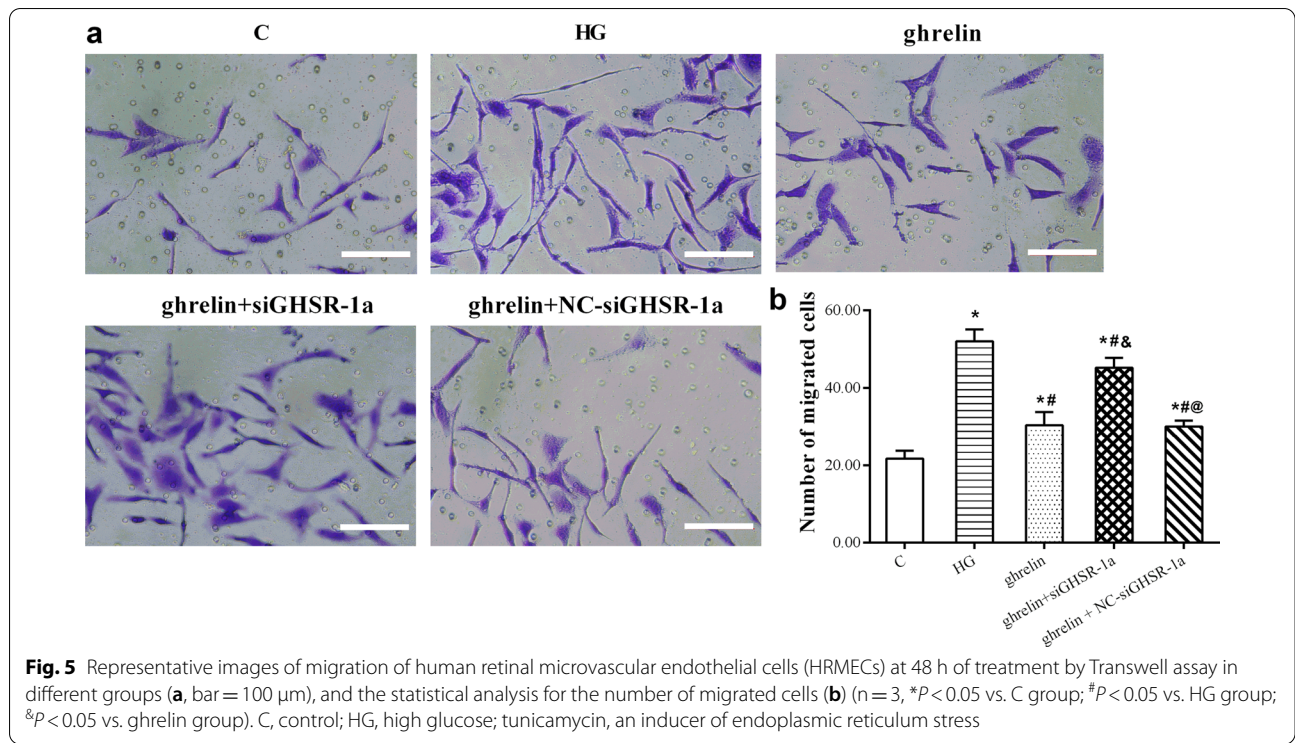 a
C
HG
ghrelin
ghrelin+siGHSR-1a
ghrelin+NC-siGHSR-1a
b
Number of migrated cells
60.00
40.00
20.00
0.00
*
*#
*#&
*#@
C
HG
ghrelin
ghrelin+siGHSR-1a
ghrelin + NC-siGHSR-1a
Fig. 5 Representative images of migration of human retinal microvascular endothelial cells (HRMECs) at 48 h of treatment by Transwell assay in
different groups (a, bar = 100 µm), and the statistical analysis for the number of migrated cells (b) (n = 3, *P < 0.05 vs. C group; #P < 0.05 vs. HG group;
&P < 0.05 vs. ghrelin group). C, control; HG, high glucose; tunicamycin, an inducer of endoplasmic reticulum stress